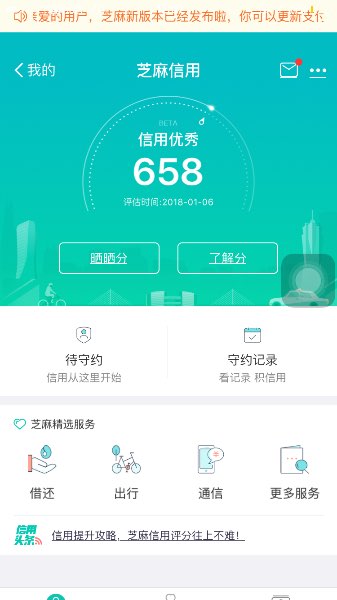 爱的用户，芝麻新版本已经发布啦，你可以更新支付
我的
芝麻信用
BETA
信用优秀
658
评估时间:2018-01-06
晒晒分
了解分
待守约
信用从这里开始
守约记录
看记录 积信用
芝麻精选服务
借还
出行
通信
更多服务
信用
头条
信用提升攻略，芝麻信用评分往上不难！